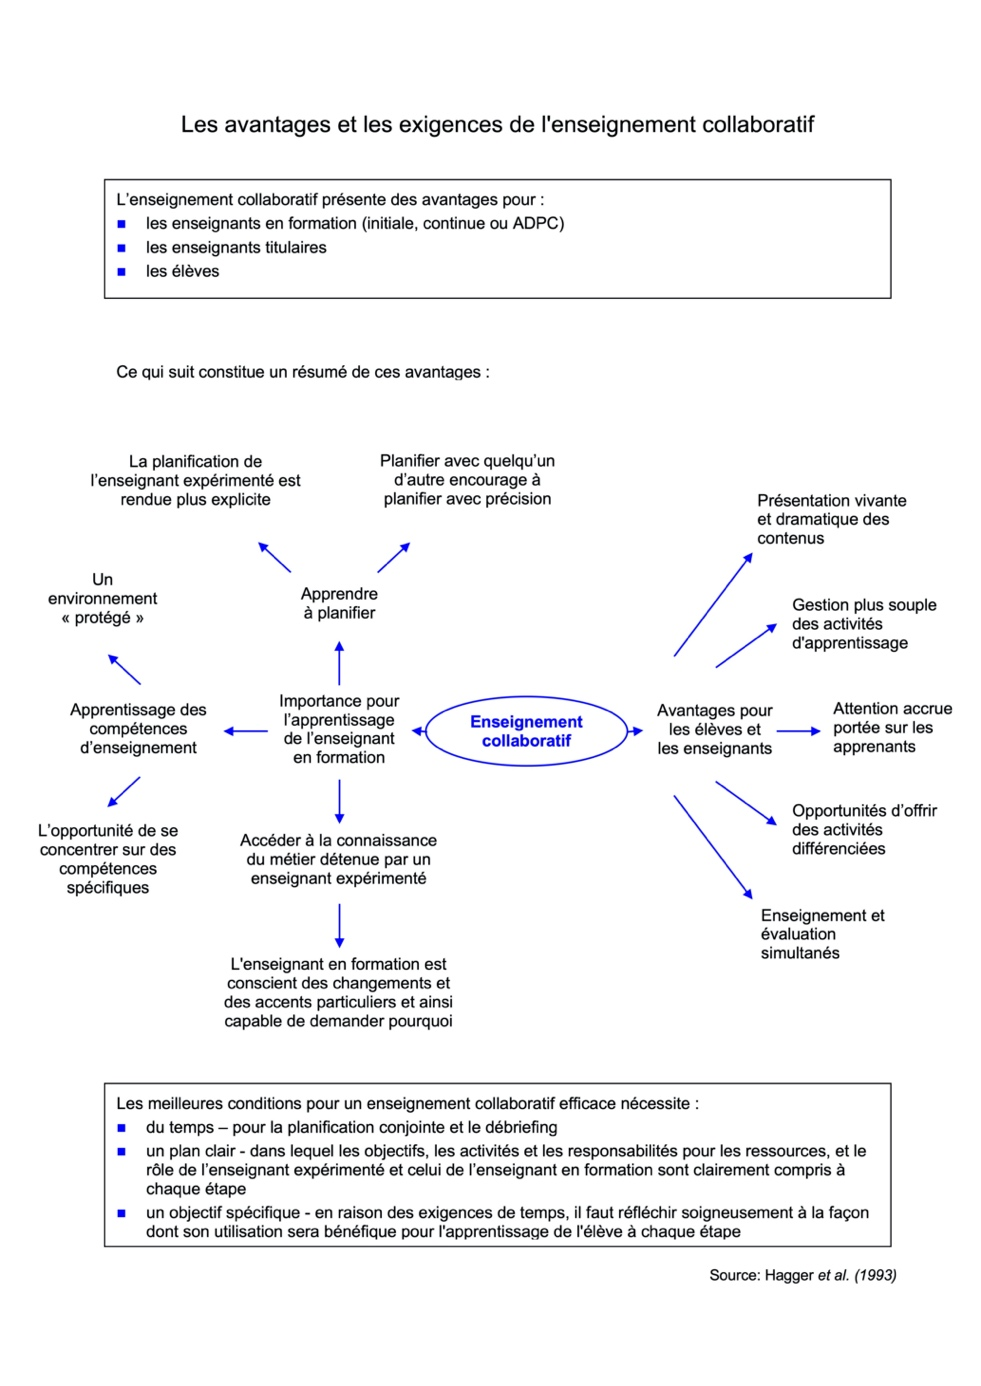 Les avantages et les exigences de l'enseignement collaboratif
L'enseignement collaboratif présente des avantages pour :
les enseignants en formation (initiale, continue ou ADPC)
les enseignants titulaires
les élèves
Ce qui suit constitue un résumé de ces avantages :
La planification de
l'enseignant expérimenté est
rendue plus explicite
Planifier avec quelqu'un
d'autre encourage à
planifier avec précision
Présentation vivante
et dramatique des
contenus
Un
environnement
« protégé »
Apprendre
à planifier
Gestion plus souple
des activités
d'apprentissage
Apprentissage des
compétences
d'enseignement
Importance pour
l'apprentissage
de l'enseignant
en formation
Enseignement
collaboratif
Avantages pour
les élèves et
les enseignants
Attention accrue
portée sur les
apprenants
L'opportunité de se
concentrer sur des
compétences
spécifiques
Accéder à la connaissance
du métier détenue par un
enseignant expérimenté
Opportunités d'offrir
des activités
différenciées
Enseignement et
évaluation
simultanés
L'enseignant en formation est
conscient des changements et
des accents particuliers et ainsi
capable de demander pourquoi
Les meilleures conditions pour un enseignement collaboratif efficace nécessite :
du temps – pour la planification conjointe et le débriefing
un plan clair - dans lequel les objectifs, les activités et les responsabilités pour les ressources, et le
rôle de l'enseignant expérimenté et celui de l'enseignant en formation sont clairement compris à
chaque étape
un objectif spécifique - en raison des exigences de temps, il faut réfléchir soigneusement à la façon
dont son utilisation sera bénéfique pour l'apprentissage de l'élève à chaque étape
Source: Hagger et al. (1993)